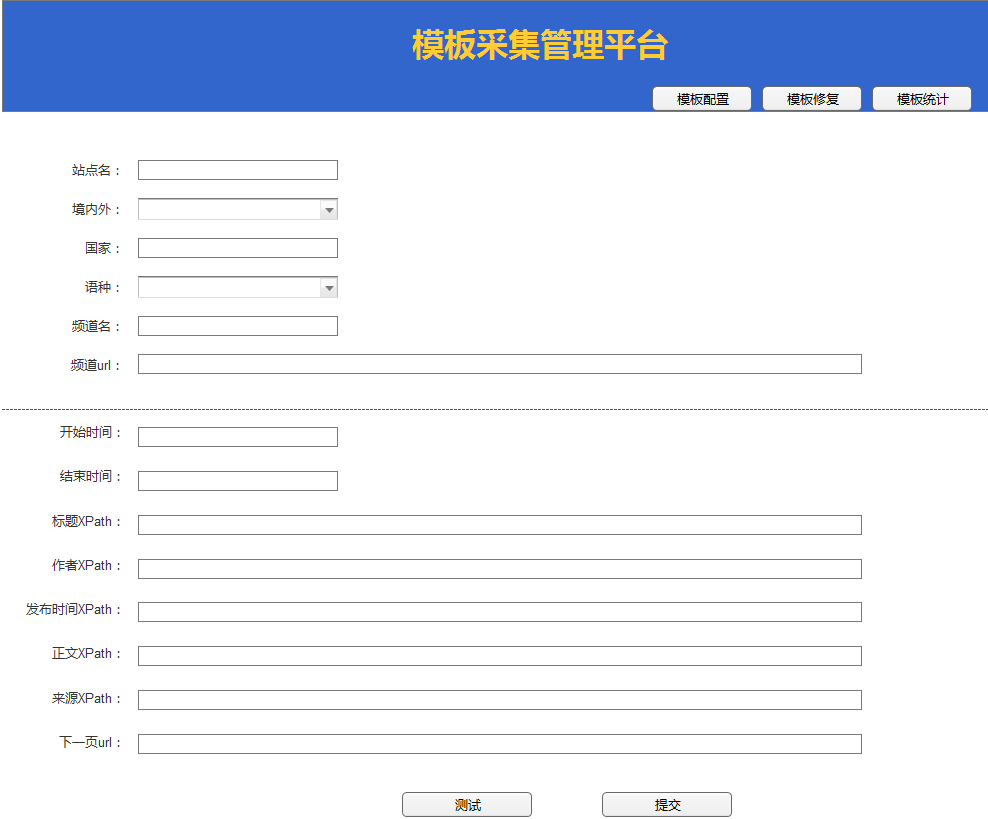 模板采集管理平台
模板配置 模板修复 模板统计
站点名：
境内外：
国家：
语种：
频道名：
频道url：
开始时间：
结束时间：
标题XPath：
作者XPath：
发布时间XPath：
正文XPath：
来源XPath：
下一页url：
测试 提交